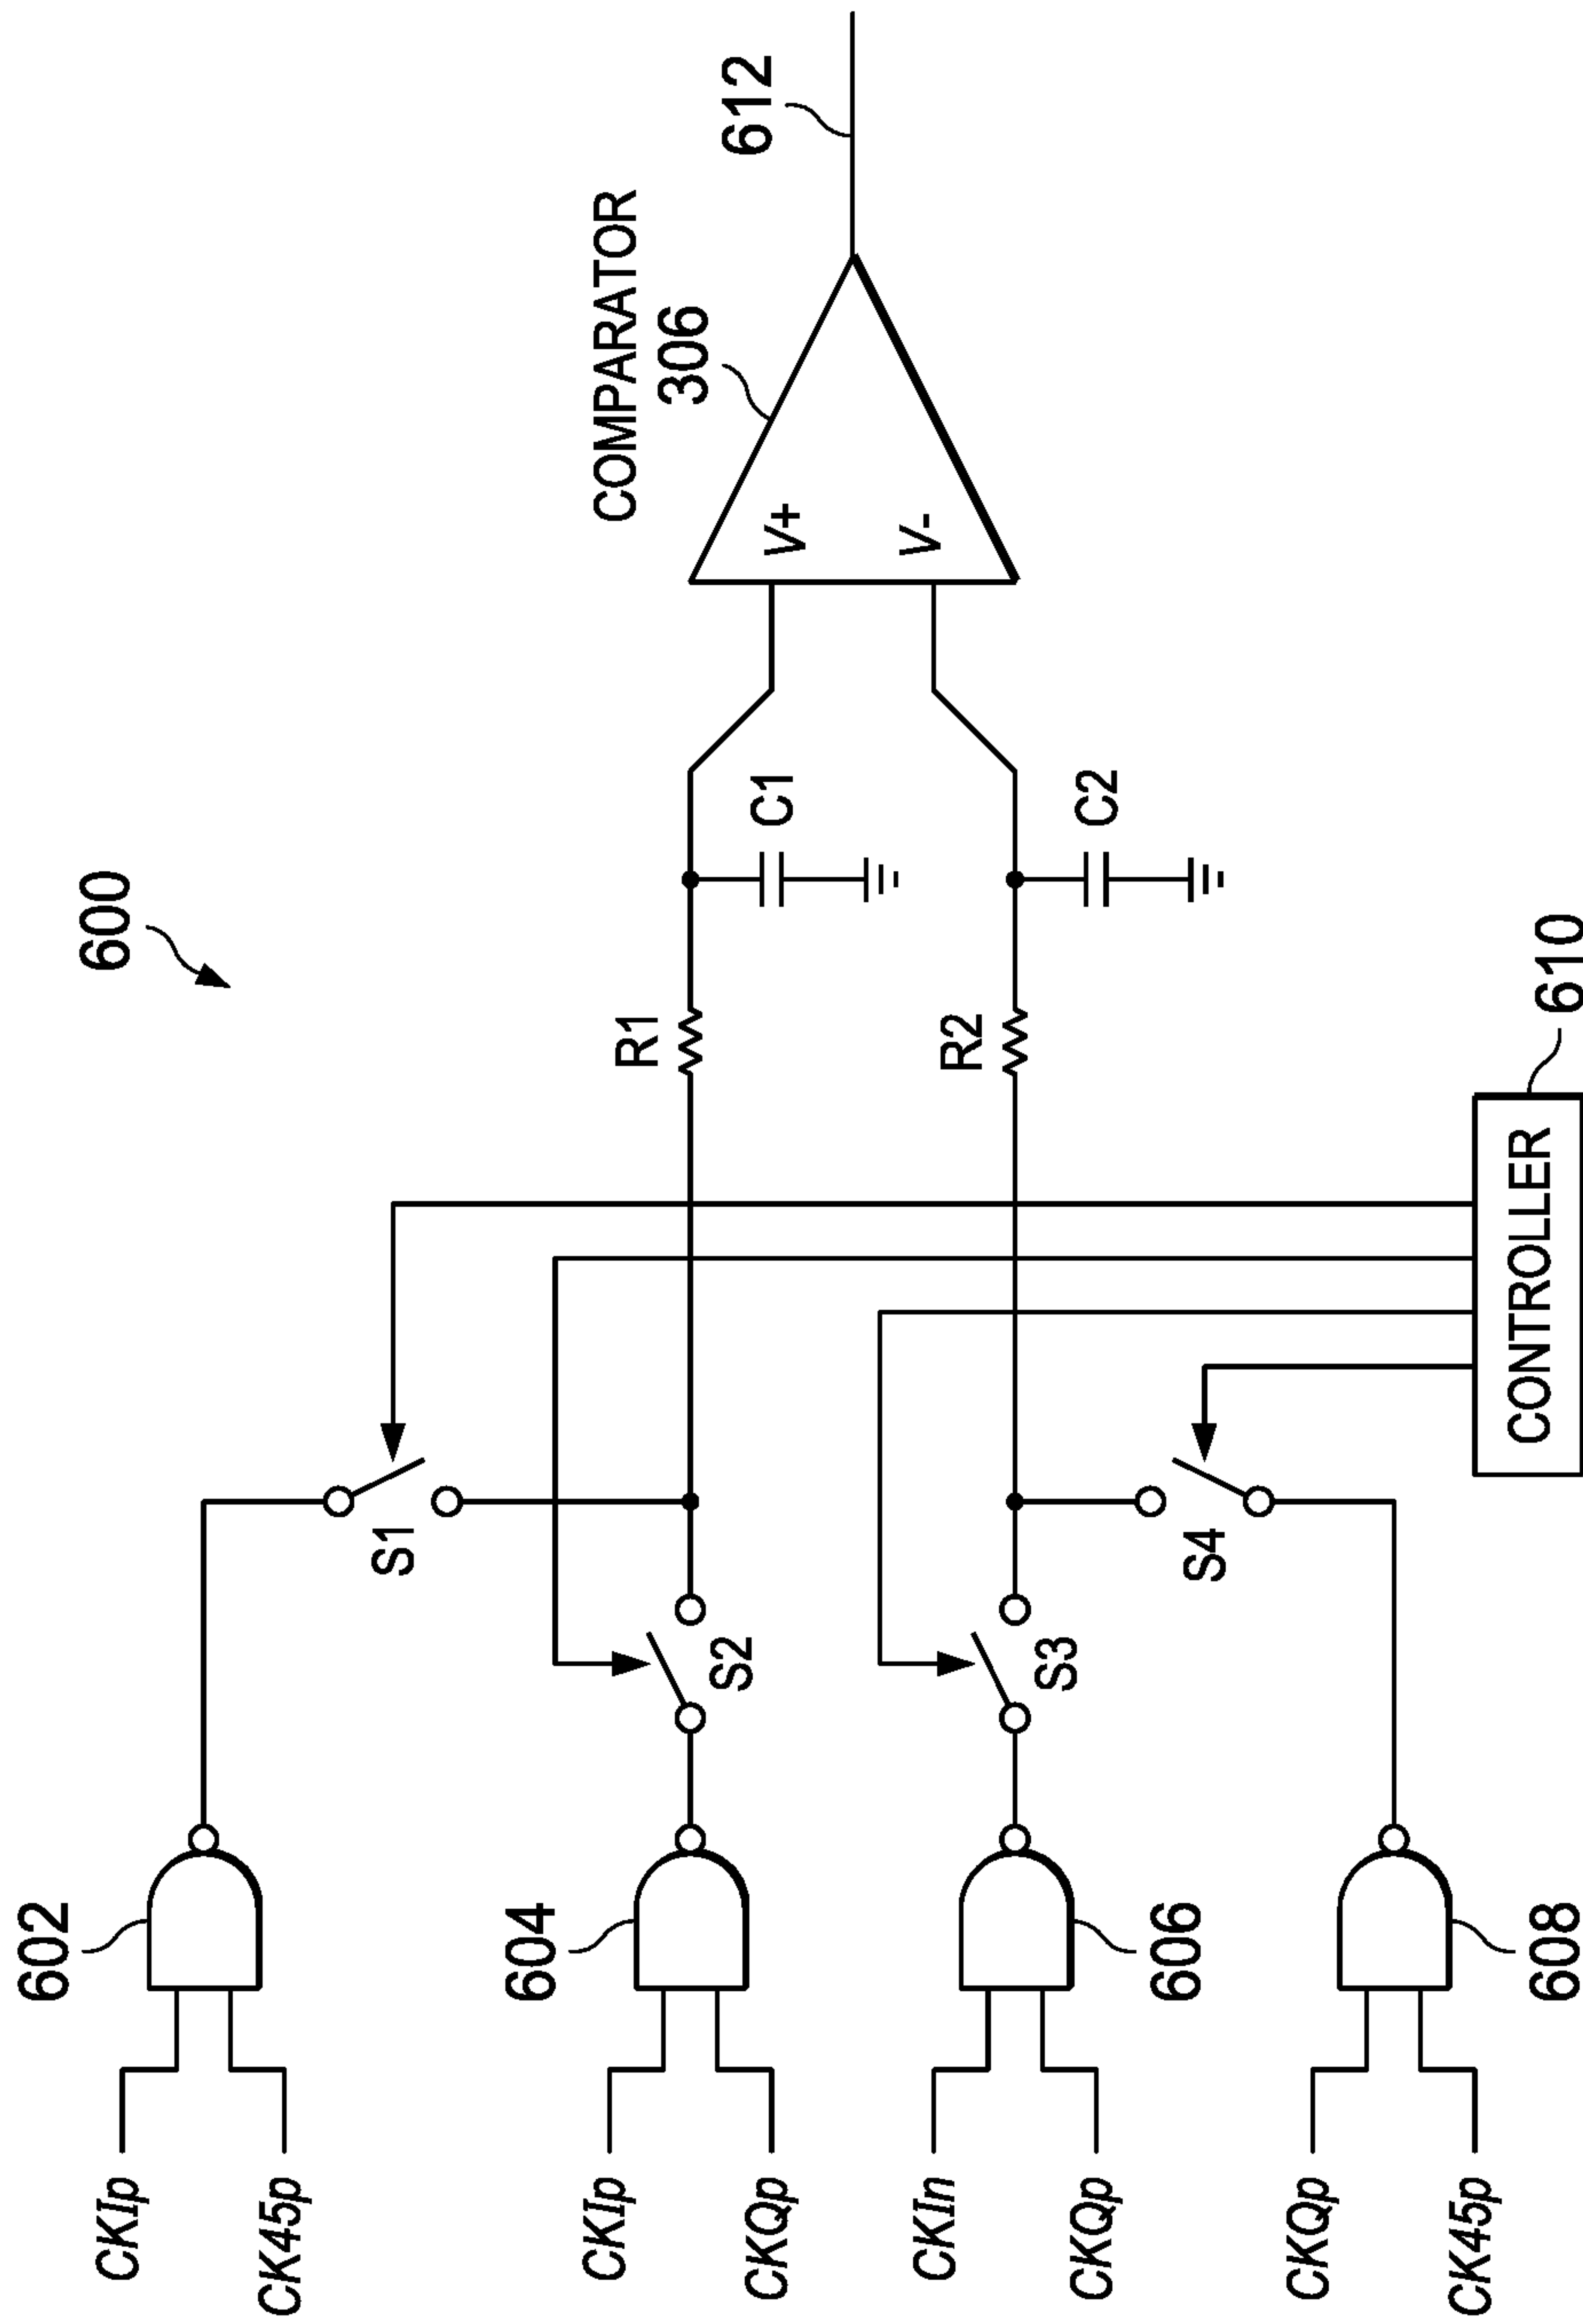 600
602
CKIp
CK45p
S1
604
CKIp
CKQp
S2
R1
C1
COMPARATOR
306
V+
V-
612
CKIn
CKQp
606
S3
R2
C2
CKQp
CK45p
608
S4
CONTROLLER
610